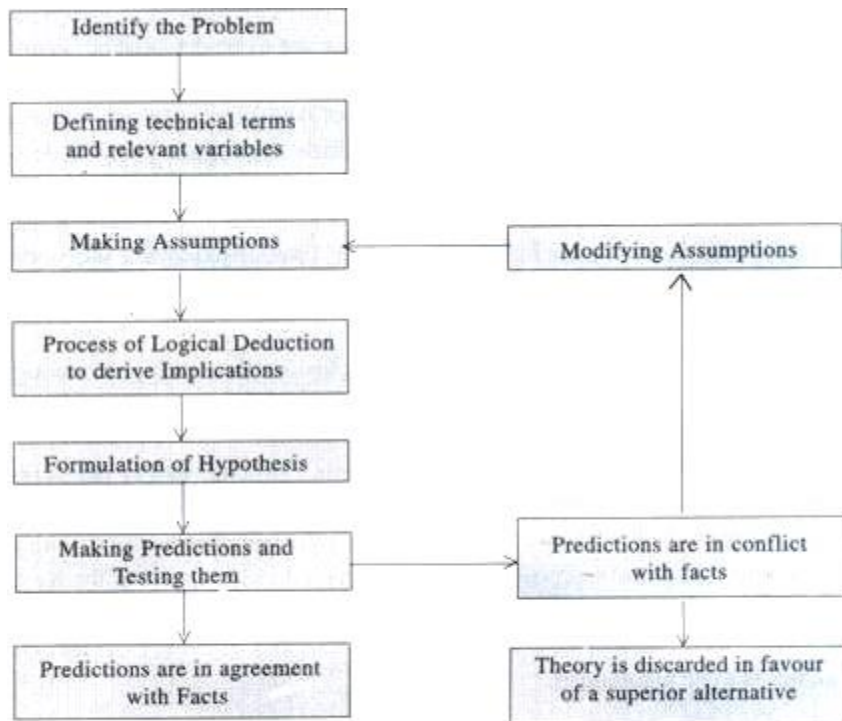 Identify the Problem
Defining technical terms
and relevant variables
Making Assumptions
Modifying Assumptions
Process of Logical Deduction
to derive Implications
Formulation of Hypothesis
Making Predictions and
Testing them
Predictions are in conflict
with facts
Predictions are in agreement
with Facts
Theory is discarded in favour
of a superior alternative